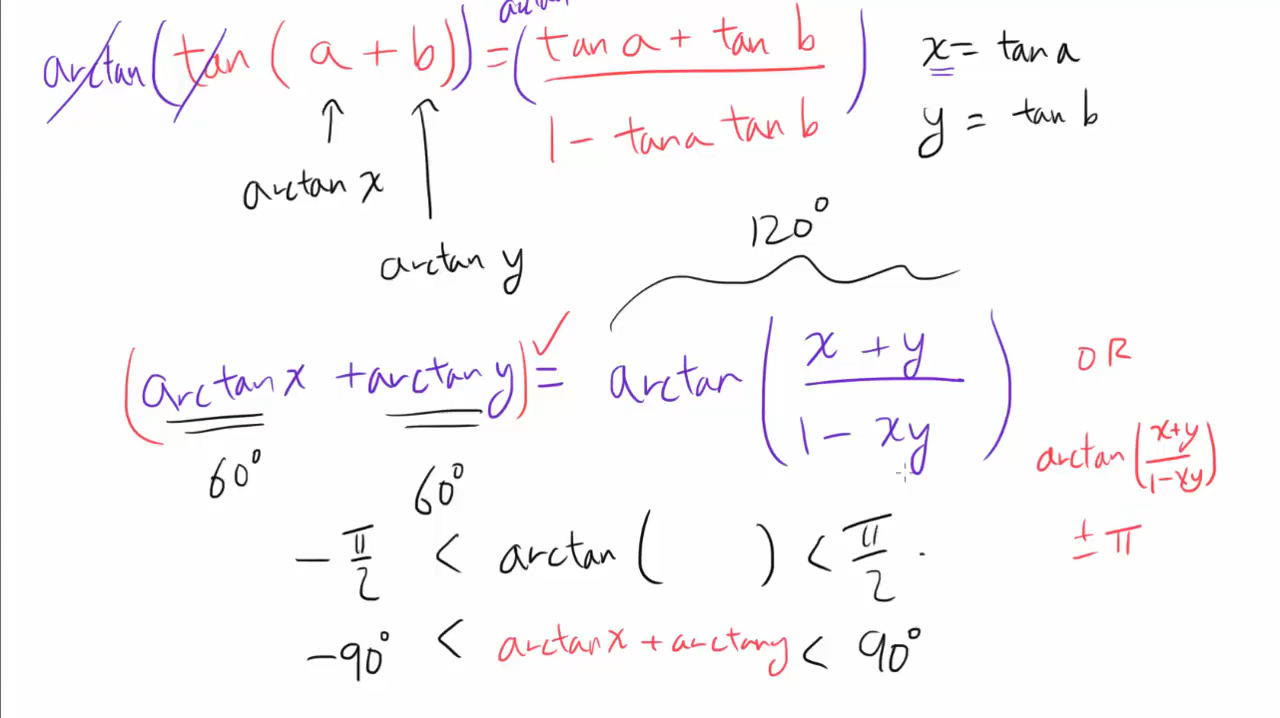 arctan(tan(a + b)) = arctan((tan a + tan b)/(1 - tan a tan b))
x = tan a
y = tan b
arctan x
arctan y
120°
(arctan x + arctan y) ✓ = arctan((x + y)/(1 - xy))
OR
arctan((x+y)/(1-xy))
± π
60° 60°
-π/2 < arctan( ) < π/2 .
-90° < arctan x + arctan y < 90°